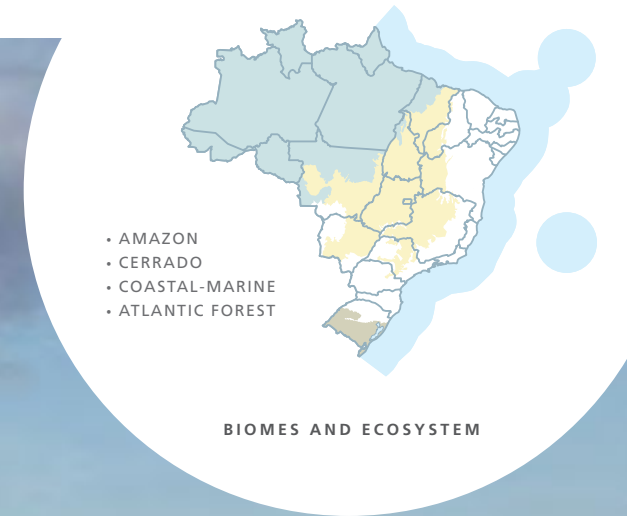 • AMAZON
• CERRADO
• COASTAL-MARINE
• ATLANTIC FOREST
BIOMES AND ECOSYSTEM